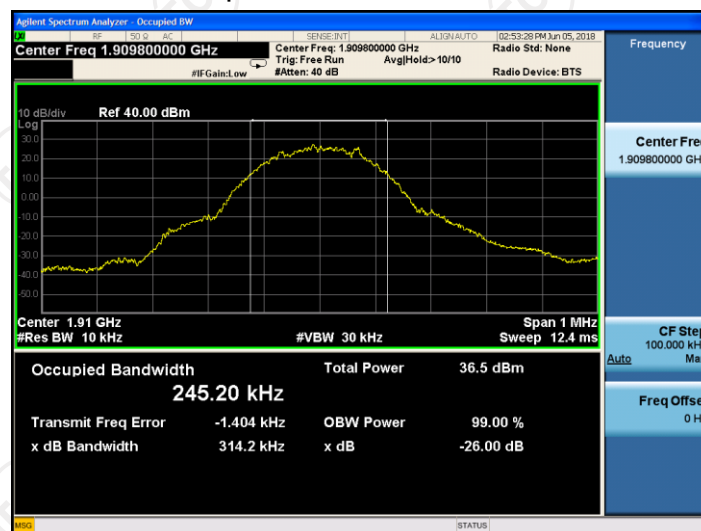 Agilent Spectrum Analyzer - Occupied BW
RF 50 Ω AC SENSE:INT ALIGN AUTO 02:53:28 PM Jun 05, 2018
Center Freq 1.909800000 GHz
Center Freq: 1.909800000 GHz
Radio Std: None
Trig: Free Run Avg|Hold:> 10/10
#IFGain:Low #Atten: 40 dB Radio Device: BTS
10 dB/div Ref 40.00 dBm
Log
30.0
20.0
10.0
0.00
-10.0
-20.0
-30.0
-40.0
-50.0
Center 1.91 GHz Span 1 MHz
#Res BW 10 kHz #VBW 30 kHz Sweep 12.4 ms
Occupied Bandwidth Total Power 36.5 dBm
245.20 kHz
Transmit Freq Error -1.404 kHz OBW Power 99.00 %
x dB Bandwidth 314.2 kHz x dB -26.00 dB
Frequency
Center Fre
1.909800000 GH
CF Step
100.000 kH
Auto Ma
Freq Offse
0 H
MSG STATUS